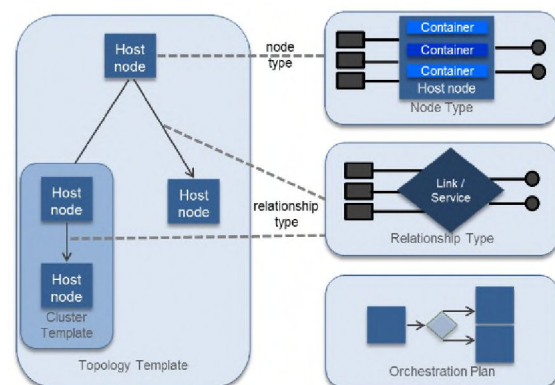 Host
node
node
type
Container
Container
Container
Host node
Node Type
Host
node
Host
node
relationship
type
Link /
Service
Relationship Type
Host
node
Cluster
Template
Topology Template
Orchestration Plan